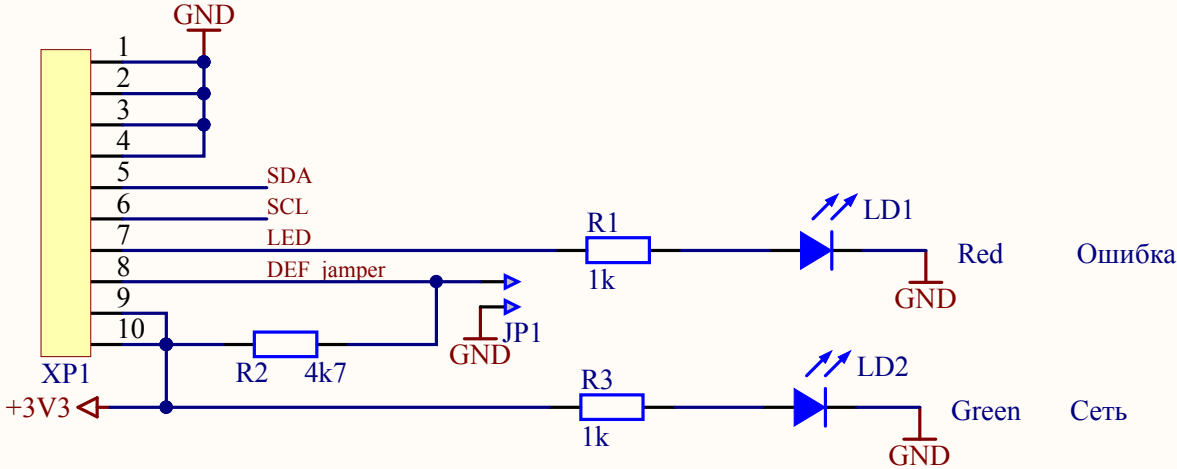 GND
1
2
3
4
5 SDA
6 SCL
7 LED
8 DEF jamper
9
10
XP1
+3V3
R1
1k
LD1
GND
Red Ошибка
JP1
GND
R2 4k7
R3
1k
LD2
GND
Green Сеть